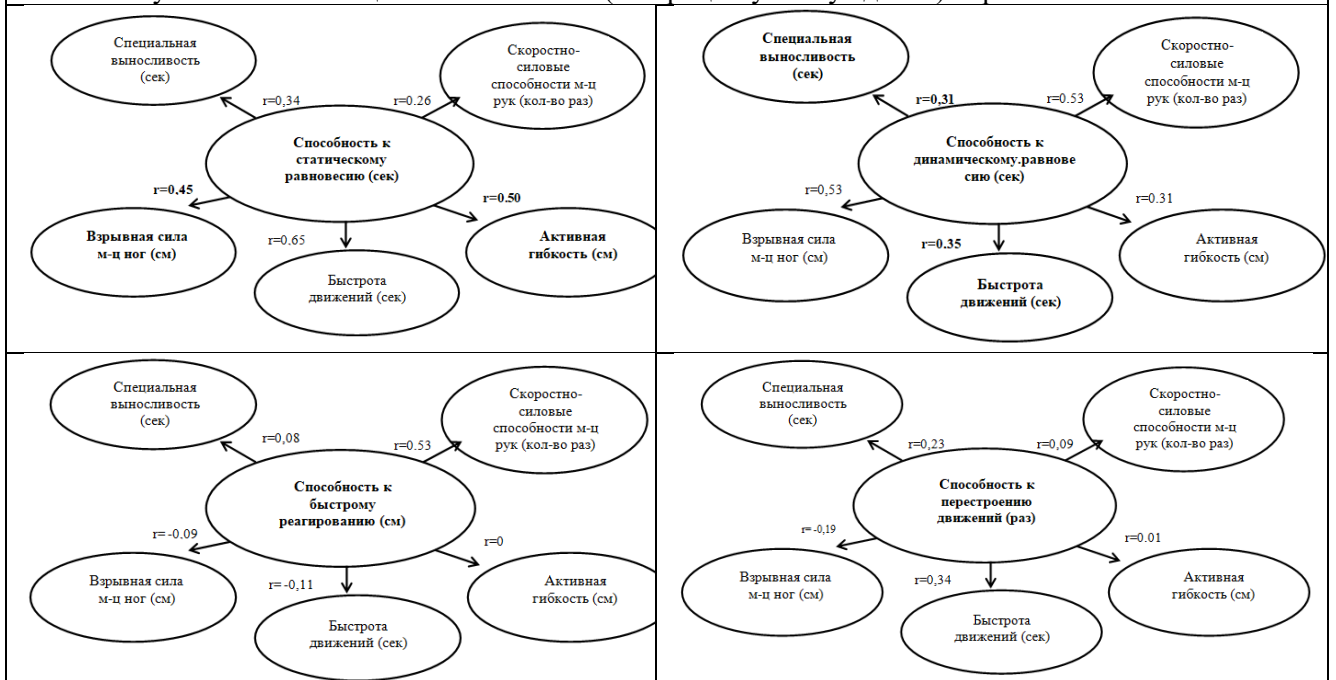 Специальная
выносливость
(сек)
Скоростно-
силовые
способности м-ц
рук (кол-во раз)
r=0,34
r=0.26
Способность к
статическому
равновесию (сек)
r=0,45
r=0.50
Взрывная сила
м-ц ног (см)
r=0.65
Активная
гибкость (см)
Быстрота
движений (сек)
Специальная
выносливость
(сек)
Скоростно-
силовые
способности м-ц
рук (кол-во раз)
r=0,31
r=0.53
Способность к
динамическому.равнове
сию (сек)
r=0,53
r=0.31
Взрывная сила
м-ц ног (см)
r=0.35
Активная
гибкость (см)
Быстрота
движений (сек)
Специальная
выносливость
(сек)
Скоростно-
силовые
способности м-ц
рук (кол-во раз)
r=0,08
r=0.53
Способность к
быстрому
реагированию (см)
r= -0,09
r=0
Взрывная сила
м-ц ног (см)
r= -0,11
Активная
гибкость (см)
Быстрота
движений (сек)
Специальная
выносливость
(сек)
Скоростно-
силовые
способности м-ц
рук (кол-во раз)
r=0,23
r=0,09
Способность к
перестроению
движений (раз)
r= -0,19
r=0.01
Взрывная сила
м-ц ног (см)
r=0,34
Активная
гибкость (см)
Быстрота
движений (сек)